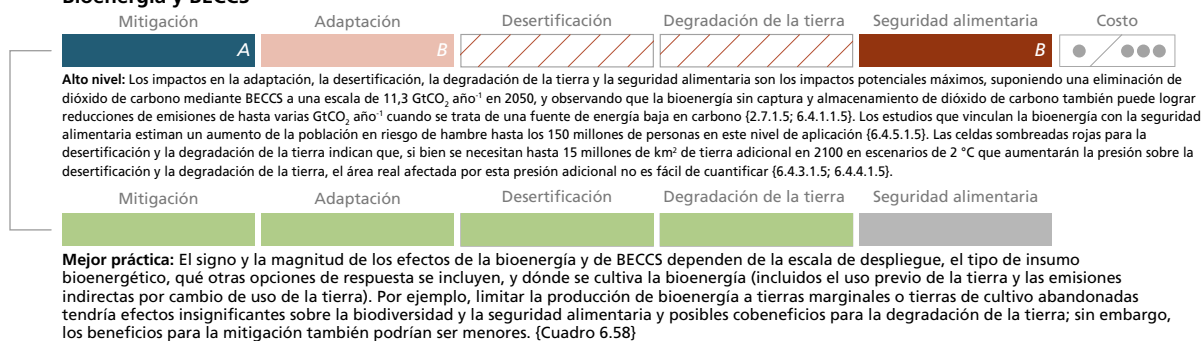 Bioenergía y BECCS
Mitigación Adaptación Desertificación Degradación de la tierra Seguridad alimentaria Costo
A B B
Alto nivel: Los impactos en la adaptación, la desertificación, la degradación de la tierra y la seguridad alimentaria son los impactos potenciales máximos, suponiendo una eliminación de
dióxido de carbono mediante BECCS a una escala de 11,3 GtCO₂ año⁻¹ en 2050, y observando que la bioenergía sin captura y almacenamiento de dióxido de carbono también puede lograr
reducciones de emisiones de hasta varias GtCO₂ año⁻¹ cuando se trata de una fuente de energía baja en carbono {2.7.1.5; 6.4.1.1.5}. Los estudios que vinculan la bioenergía con la seguridad
alimentaria estiman un aumento de la población en riesgo de hambre hasta los 150 millones de personas en este nivel de aplicación {6.4.5.1.5}. Las celdas sombreadas rojas para la
desertificación y la degradación de la tierra indican que, si bien se necesitan hasta 15 millones de km² de tierra adicional en 2100 en escenarios de 2 °C que aumentarán la presión sobre la
desertificación y la degradación de la tierra, el área real afectada por esta presión adicional no es fácil de cuantificar {6.4.3.1.5; 6.4.4.1.5}.
Mitigación Adaptación Desertificación Degradación de la tierra Seguridad alimentaria
Mejor práctica: El signo y la magnitud de los efectos de la bioenergía y de BECCS dependen de la escala de despliegue, el tipo de insumo
bioenergético, qué otras opciones de respuesta se incluyen, y dónde se cultiva la bioenergía (incluidos el uso previo de la tierra y las emisiones
indirectas por cambio de uso de la tierra). Por ejemplo, limitar la producción de bioenergía a tierras marginales o tierras de cultivo abandonadas
tendría efectos insignificantes sobre la biodiversidad y la seguridad alimentaria y posibles cobeneficios para la degradación de la tierra; sin embargo,
los beneficios para la mitigación también podrían ser menores. {Cuadro 6.58}